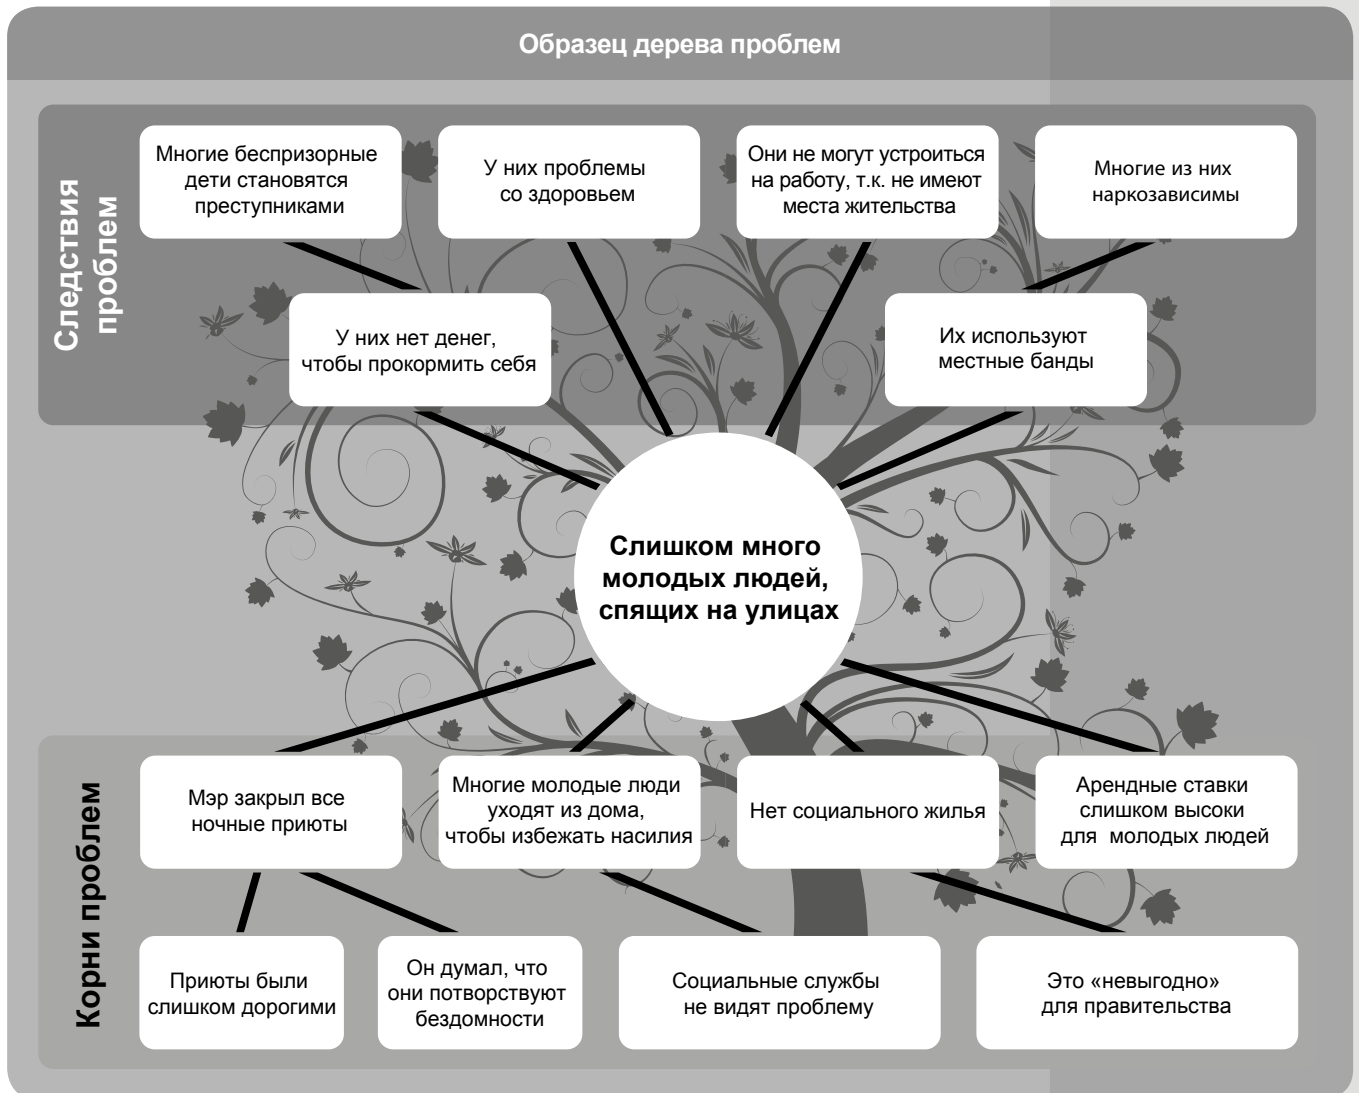 Образец дерева проблем
Следствия
проблем
Многие беспризорные
дети становятся
преступниками
У них проблемы
со здоровьем
Они не могут устроиться
на работу, т.к. не имеют
места жительства
Многие из них
наркозависимы
У них нет денег,
чтобы прокормить себя
Их используют
местные банды
Слишком много
молодых людей,
спящих на улицах
Корни проблем
Мэр закрыл все
ночные приюты
Многие молодые люди
уходят из дома,
чтобы избежать насилия
Нет социального жилья
Арендные ставки
слишком высоки
для молодых людей
Приюты были
слишком дорогими
Он думал, что
они потворствуют
бездомности
Социальные службы
не видят проблему
Это «невыгодно»
для правительства